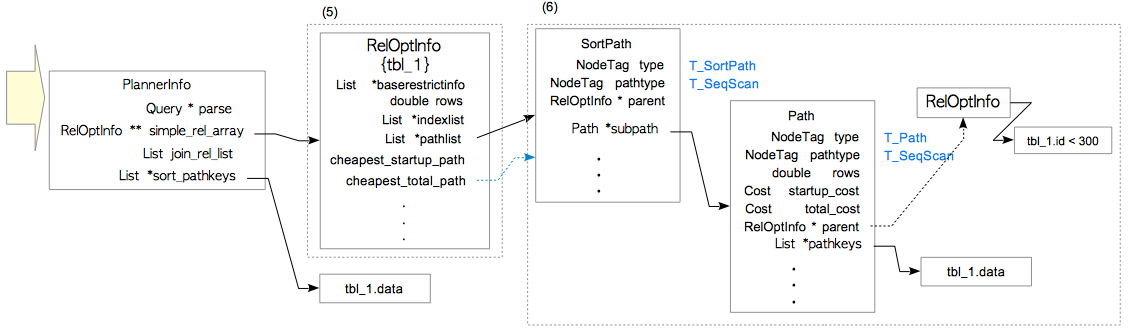 (5)
(6)
PlannerInfo
Query * parse
RelOptInfo ** simple_rel_array
List join_rel_list
List *sort_pathkeys
RelOptInfo
{tbl_1}
List *baserestrictinfo
double rows
List *indexlist
List *pathlist
cheapest_startup_path
cheapest_total_path
.
.
.
tbl_1.data
SortPath
NodeTag type T_SortPath
NodeTag pathtype T_SeqScan
RelOptInfo * parent
Path *subpath
.
.
.
Path
NodeTag type T_Path
NodeTag pathtype T_SeqScan
double rows
Cost startup_cost
Cost total_cost
RelOptInfo * parent
List *pathkeys
.
.
.
RelOptInfo
tbl_1.id < 300
tbl_1.data